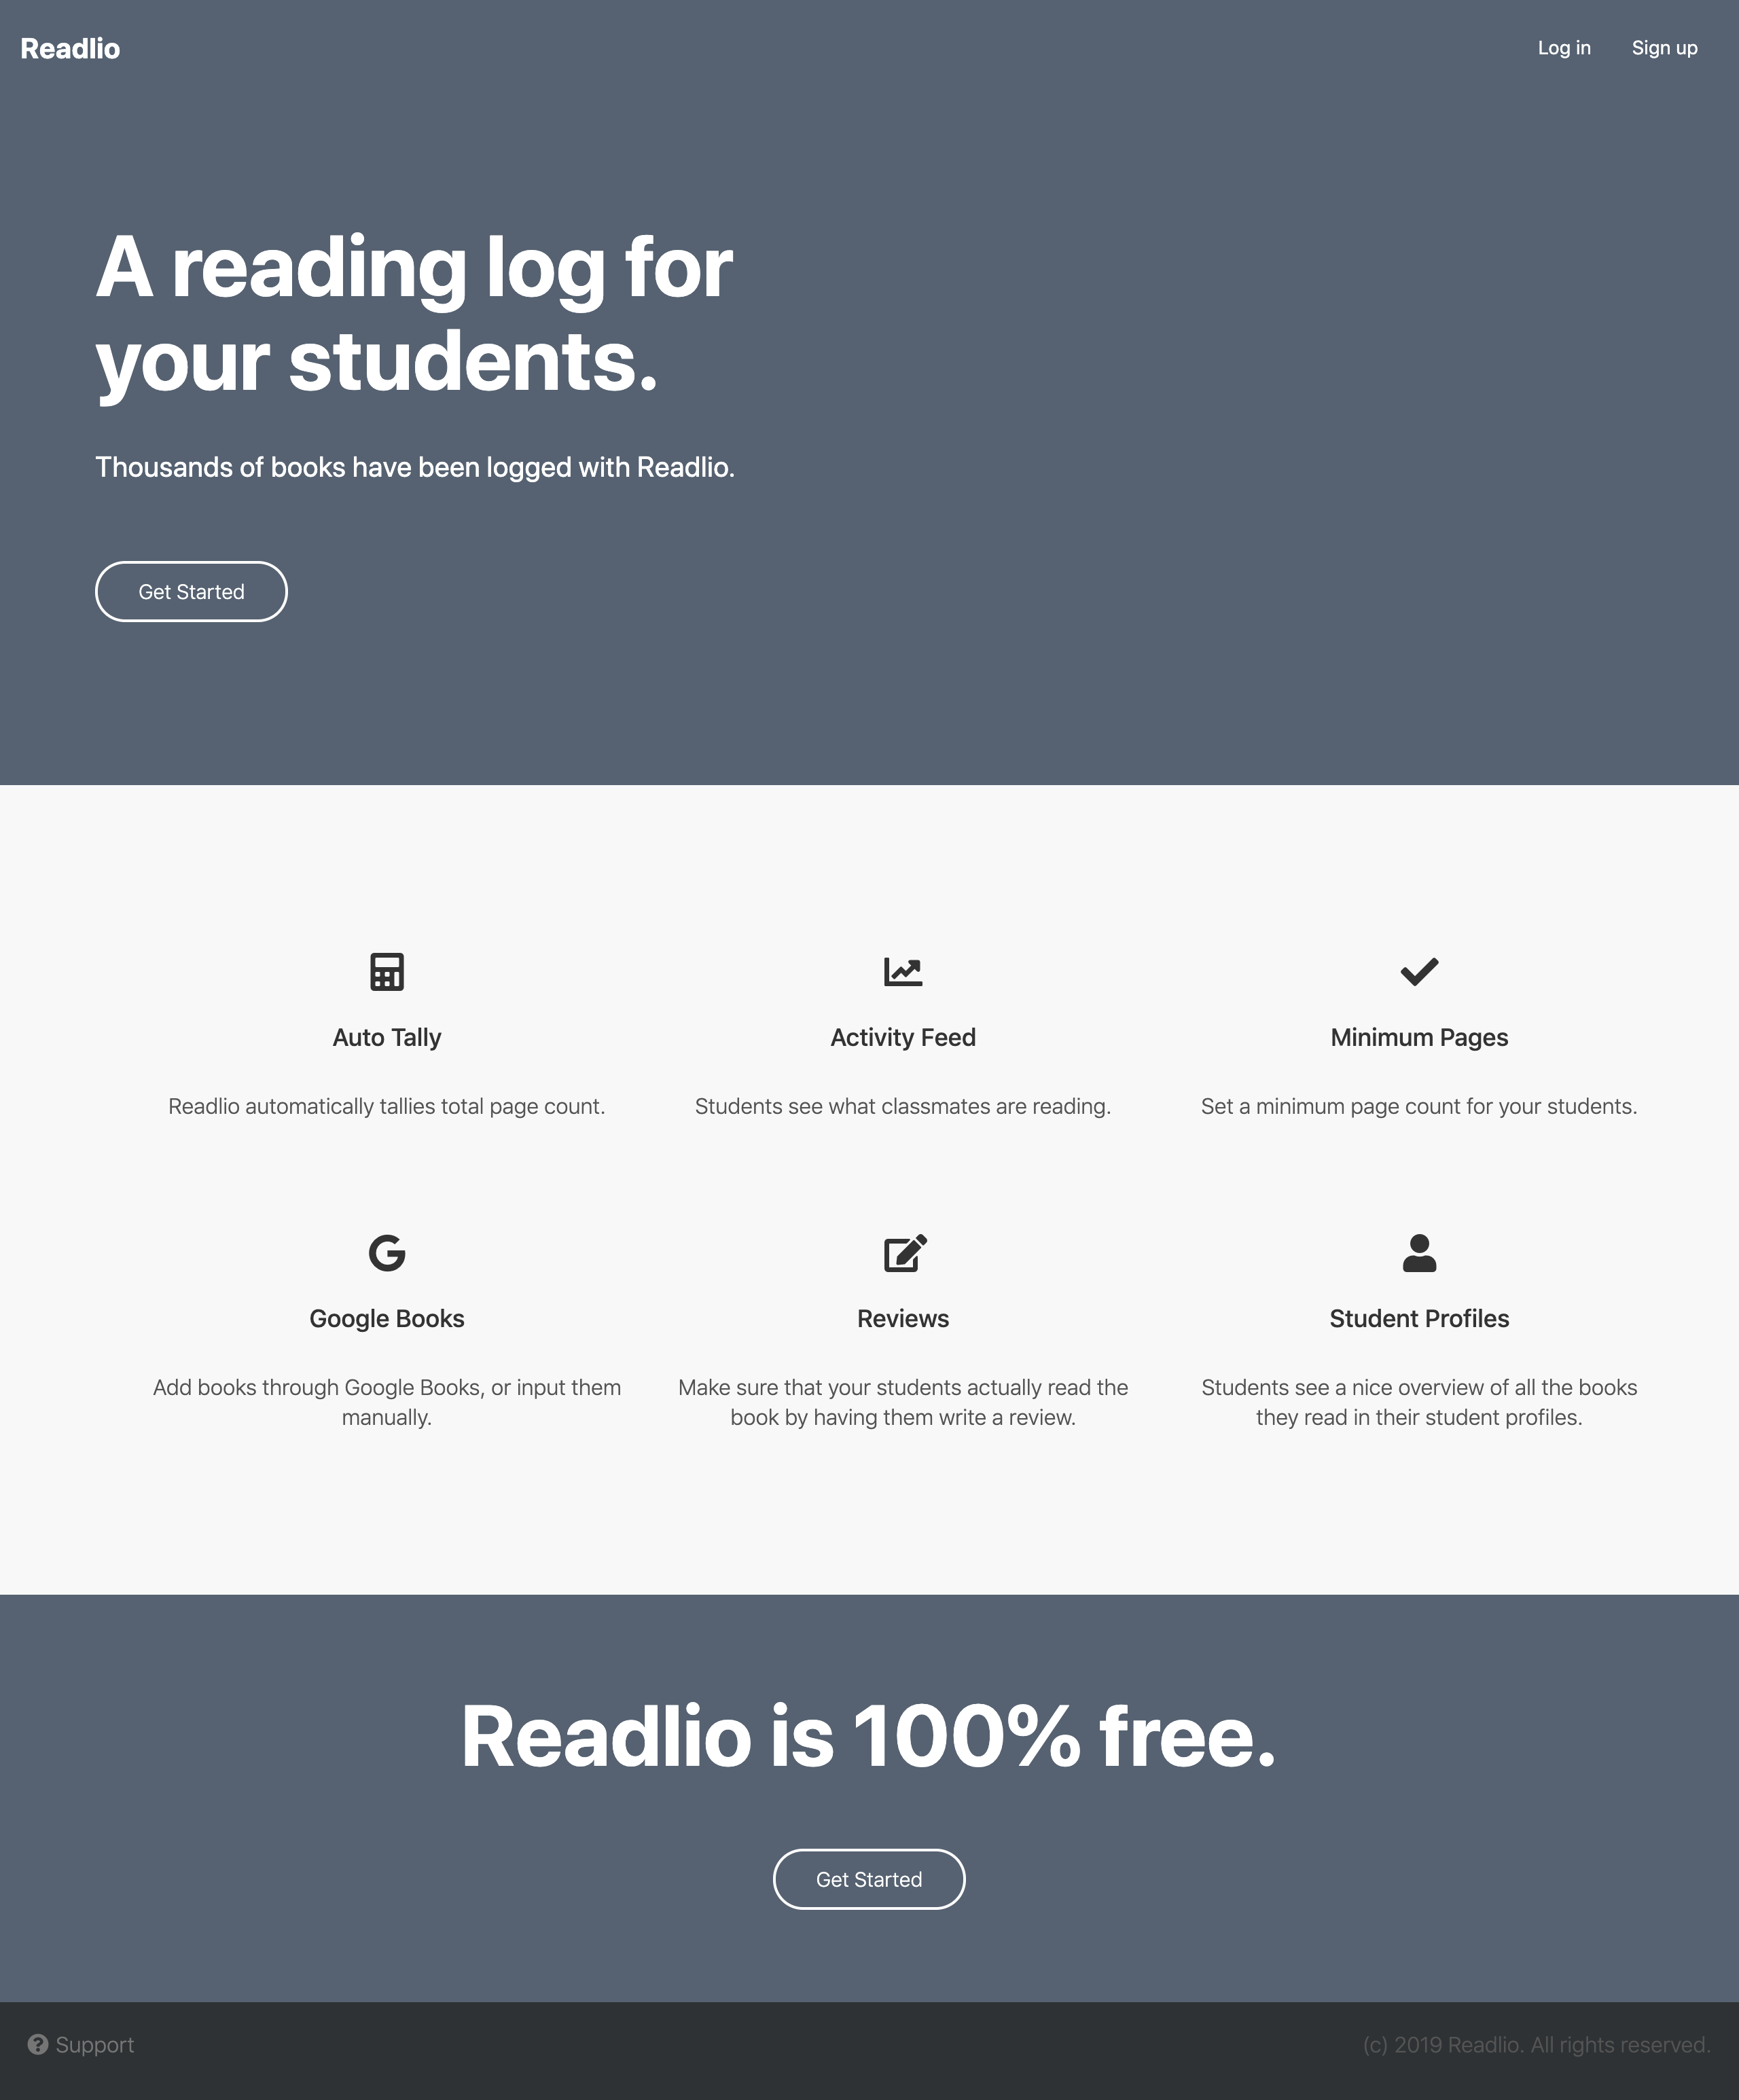 Readlio
Log in
Sign up
A reading log for
your students.
Thousands of books have been logged with Readlio.
Get Started
Auto Tally
Readlio automatically tallies total page count.
Activity Feed
Students see what classmates are reading.
Minimum Pages
Set a minimum page count for your students.
Google Books
Add books through Google Books, or input them
manually.
Reviews
Make sure that your students actually read the
book by having them write a review.
Student Profiles
Students see a nice overview of all the books
they read in their student profiles.
Readlio is 100% free.
Get Started
Support
(c) 2019 Readlio. All rights reserved.